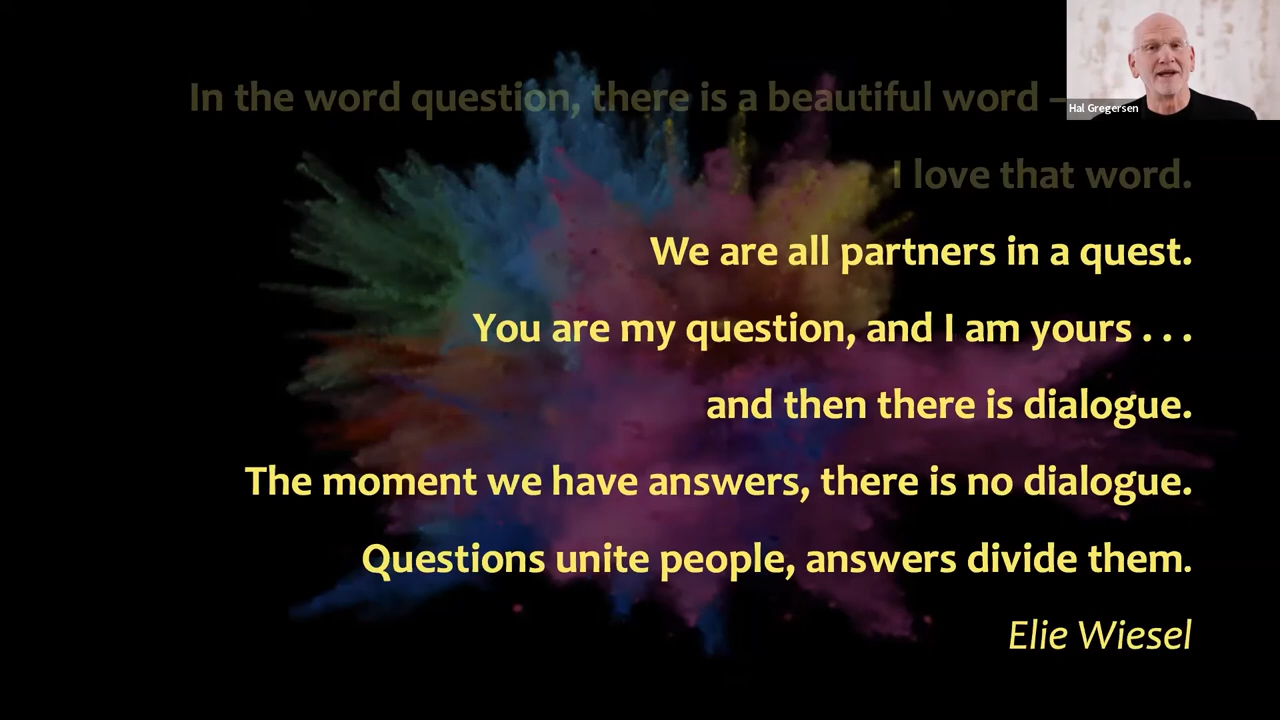 In the word question, there is a beautiful word –
Hal Gregersen
I love that word.
We are all partners in a quest.
You are my question, and I am yours . . .
and then there is dialogue.
The moment we have answers, there is no dialogue.
Questions unite people, answers divide them.
Elie Wiesel